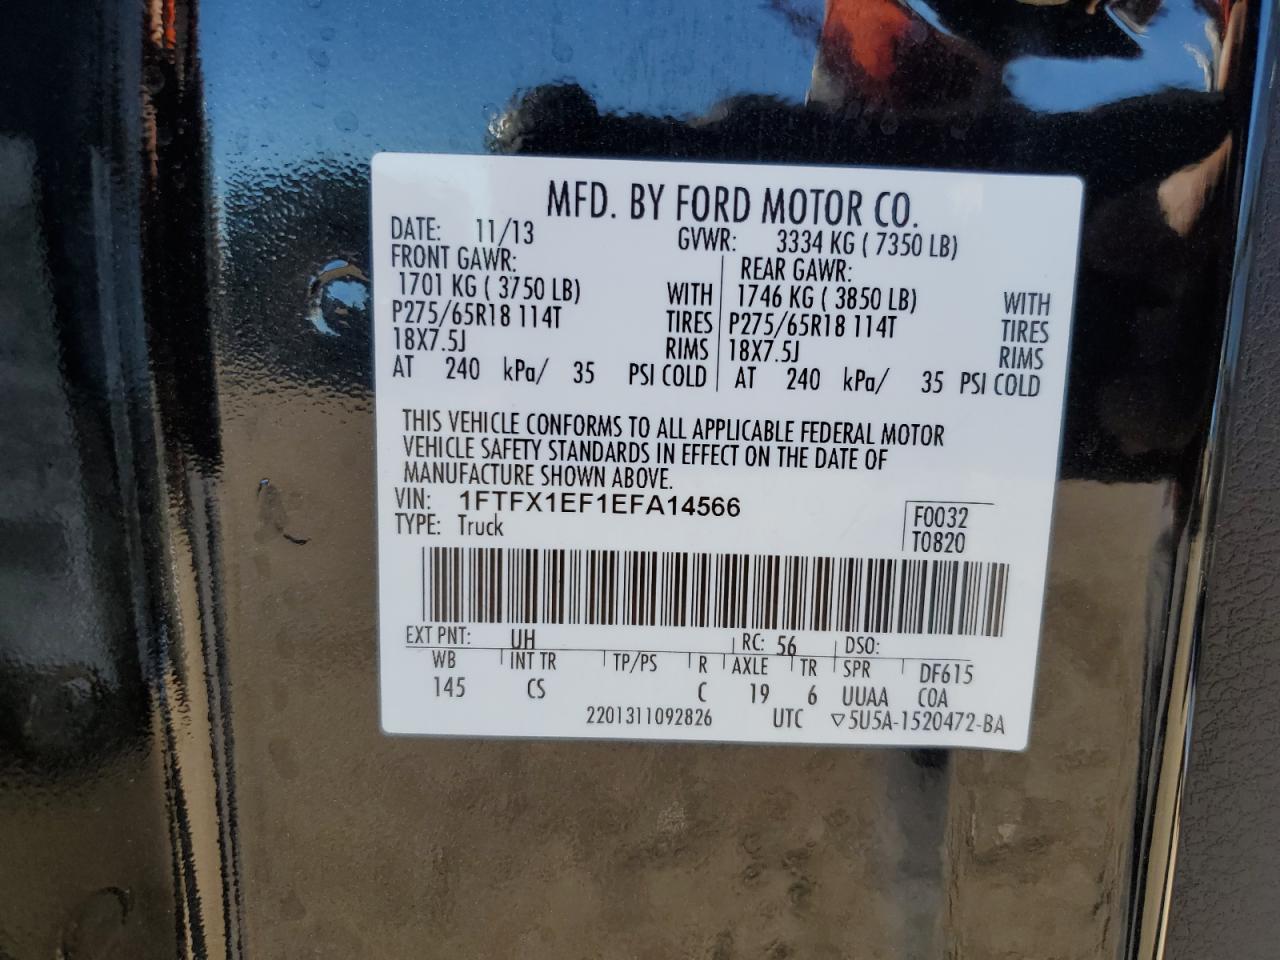 MFD. BY FORD MOTOR CO.
DATE: 11/13 GVWR: 3334 KG ( 7350 LB)
FRONT GAWR: REAR GAWR:
1701 KG ( 3750 LB) WITH 1746 KG ( 3850 LB) WITH
P275/65R18 114T TIRES P275/65R18 114T TIRES
18X7.5J RIMS 18X7.5J RIMS
AT 240 kPa/ 35 PSI COLD AT 240 kPa/ 35 PSI COLD
THIS VEHICLE CONFORMS TO ALL APPLICABLE FEDERAL MOTOR
VEHICLE SAFETY STANDARDS IN EFFECT ON THE DATE OF
MANUFACTURE SHOWN ABOVE.
VIN: 1FTFX1EF1EFA14566 F0032
TYPE: Truck T0820
EXT PNT: UH RC: 56 DSO:
WB INT TR TP/PS R AXLE TR SPR DF615
145 CS C 19 6 UUAA COA
2201311092826 UTC ▽5U5A-1520472-BA